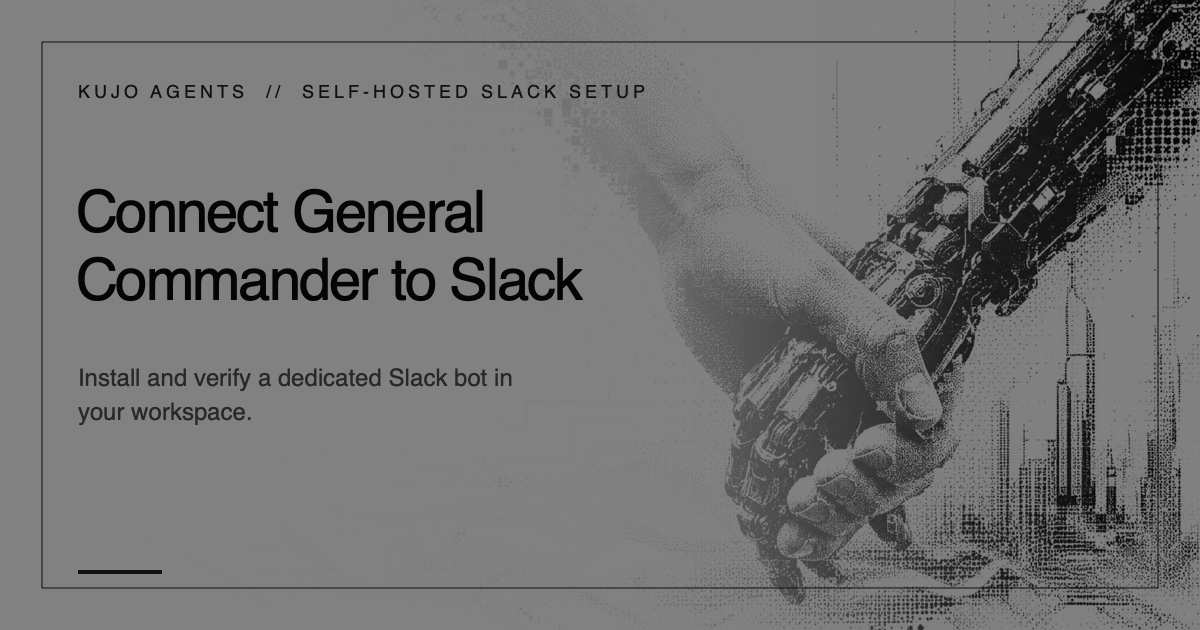 KUJO AGENTS // SELF-HOSTED SLACK SETUP
Connect General
Commander to Slack
Install and verify a dedicated Slack bot in
your workspace.